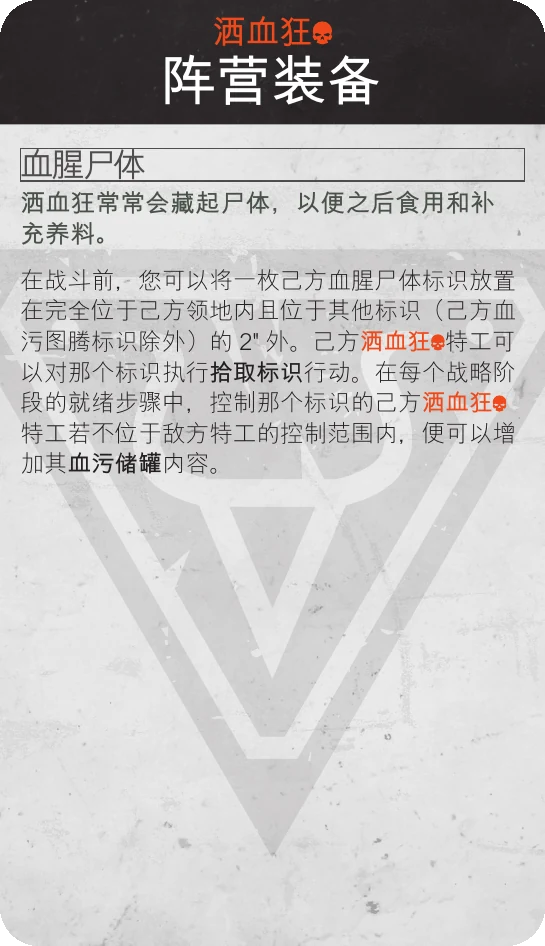 洒血狂
阵营装备
血腥尸体
洒血狂常常会藏起尸体，以便之后食用和补
充养料。
在战斗前，您可以将一枚己方血腥尸体标识放置
在完全位于己方领地内且位于其他标识（己方血
污图腾标识除外）的 2" 外。己方洒血狂特工可
以对那个标识执行拾取标识行动。在每个战略阶
段的就绪步骤中，控制那个标识的己方洒血狂
特工若不位于敌方特工的控制范围内，便可以增
加其血污储罐内容。